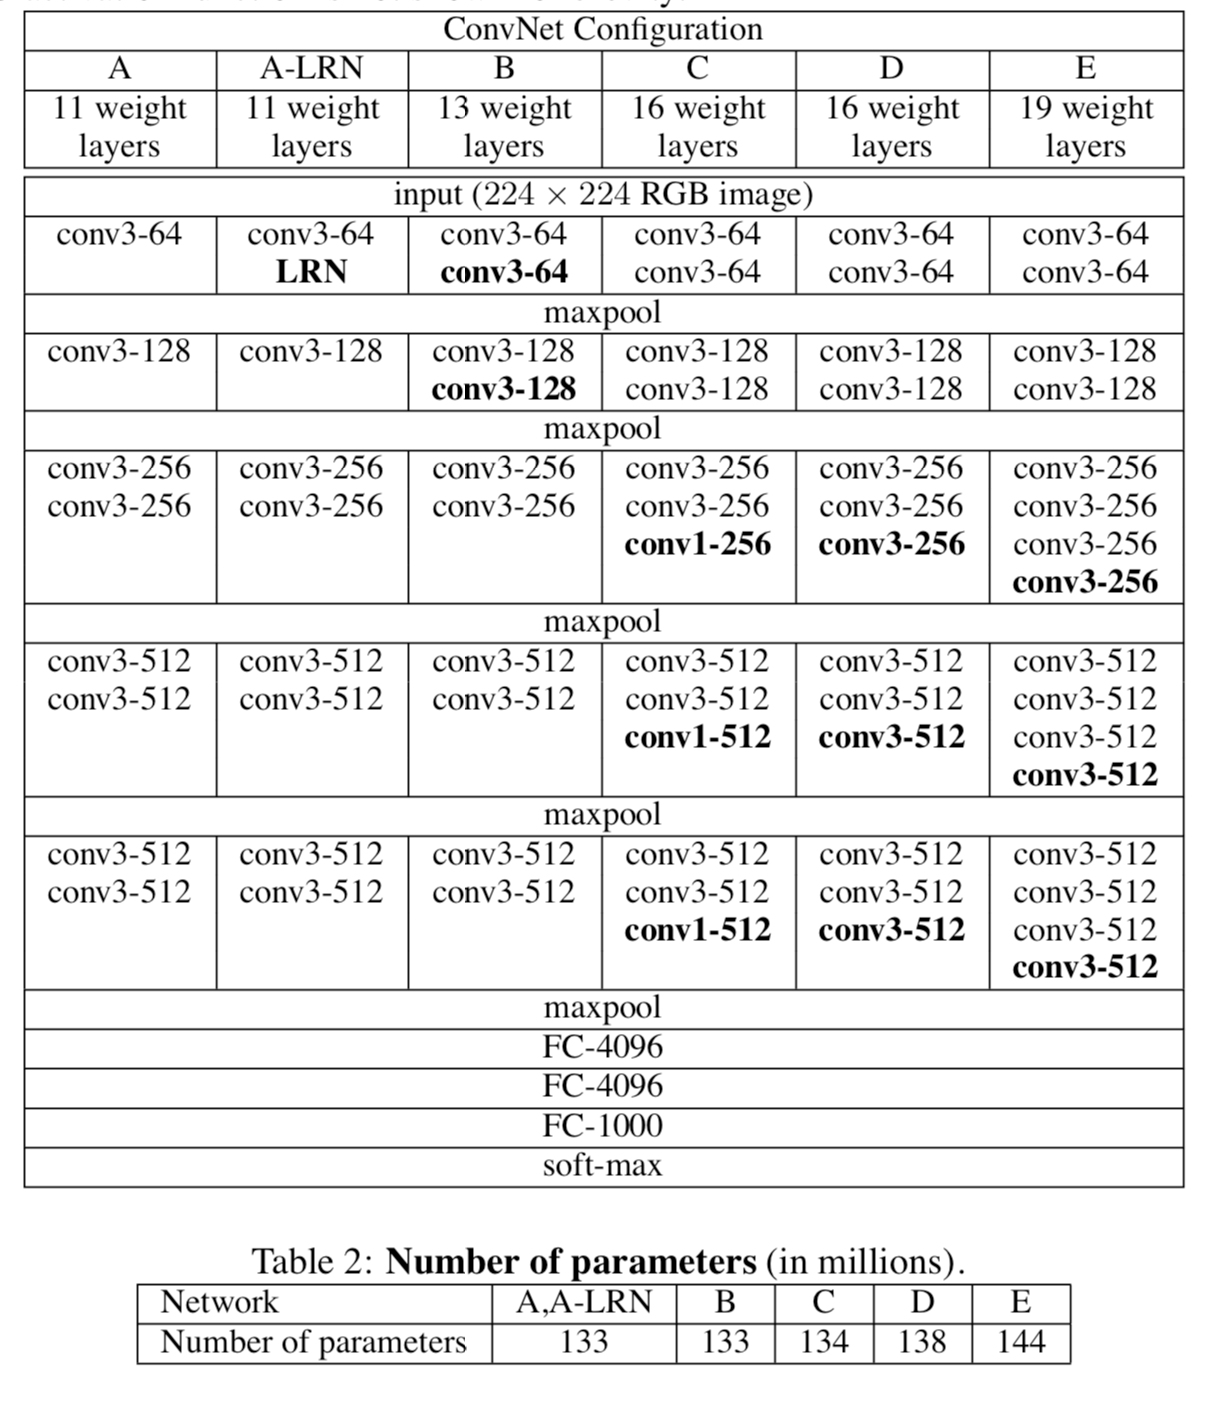 ConvNet Configuration
A A-LRN B C D E
11 weight layers 11 weight layers 13 weight layers 16 weight layers 16 weight layers 19 weight layers
input (224 × 224 RGB image)
conv3-64 conv3-64 conv3-64 conv3-64 conv3-64 conv3-64
LRN conv3-64 conv3-64 conv3-64 conv3-64
maxpool
conv3-128 conv3-128 conv3-128 conv3-128 conv3-128 conv3-128
conv3-128 conv3-128 conv3-128 conv3-128
maxpool
conv3-256 conv3-256 conv3-256 conv3-256 conv3-256 conv3-256
conv3-256 conv3-256 conv3-256 conv3-256 conv3-256 conv3-256
conv1-256 conv3-256 conv3-256
conv3-256
maxpool
conv3-512 conv3-512 conv3-512 conv3-512 conv3-512 conv3-512
conv3-512 conv3-512 conv3-512 conv3-512 conv3-512 conv3-512
conv1-512 conv3-512 conv3-512
conv3-512
maxpool
conv3-512 conv3-512 conv3-512 conv3-512 conv3-512 conv3-512
conv3-512 conv3-512 conv3-512 conv3-512 conv3-512 conv3-512
conv1-512 conv3-512 conv3-512
conv3-512
maxpool
FC-4096
FC-4096
FC-1000
soft-max
Table 2: Number of parameters (in millions).
Network A,A-LRN B C D E
Number of parameters 133 133 134 138 144